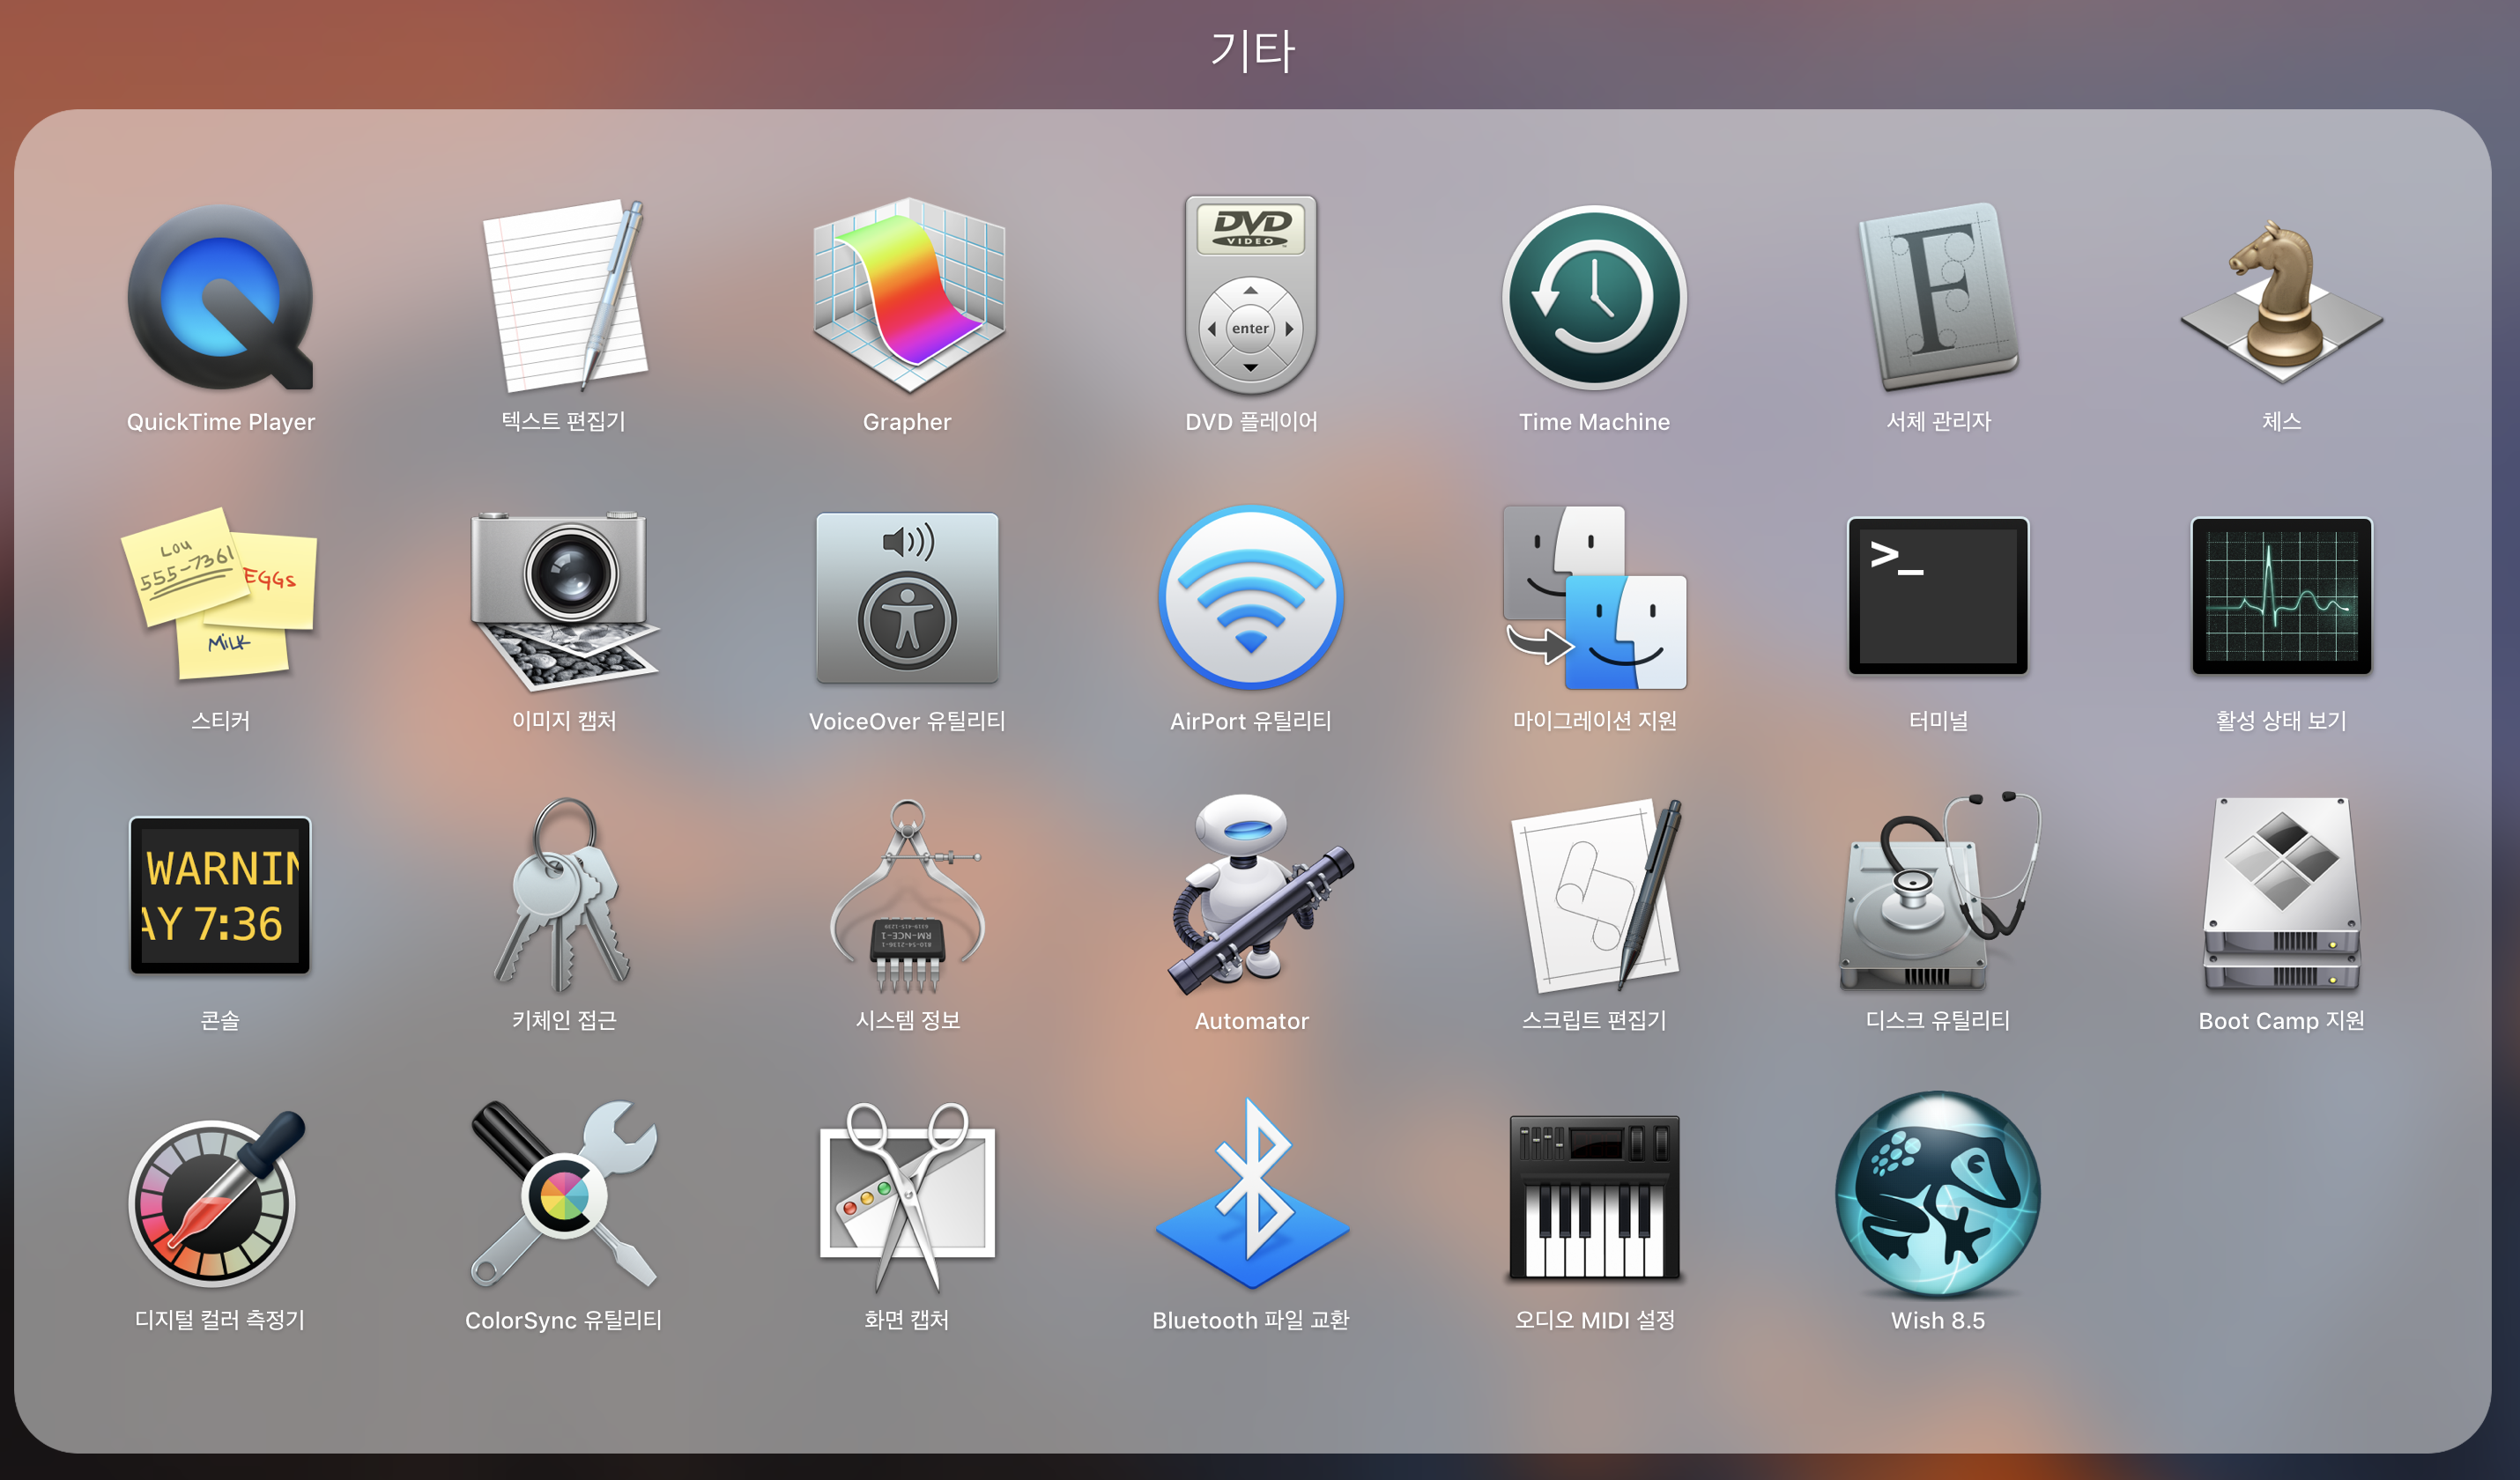 기타
DVD
VIDEO
enter
F
QuickTime Player
텍스트 편집기
Grapher
DVD 플레이어
Time Machine
서체 관리자
체스
LOU
555-7361
EGGS
MILK
>_
스티커
이미지 캡처
VoiceOver 유틸리티
AirPort 유틸리티
마이그레이션 지원
터미널
활성 상태 보기
WARNIN
AY 7:36
콘솔
키체인 접근
시스템 정보
Automator
스크립트 편집기
디스크 유틸리티
Boot Camp 지원
디지털 컬러 측정기
ColorSync 유틸리티
화면 캡처
Bluetooth 파일 교환
오디오 MIDI 설정
Wish 8.5